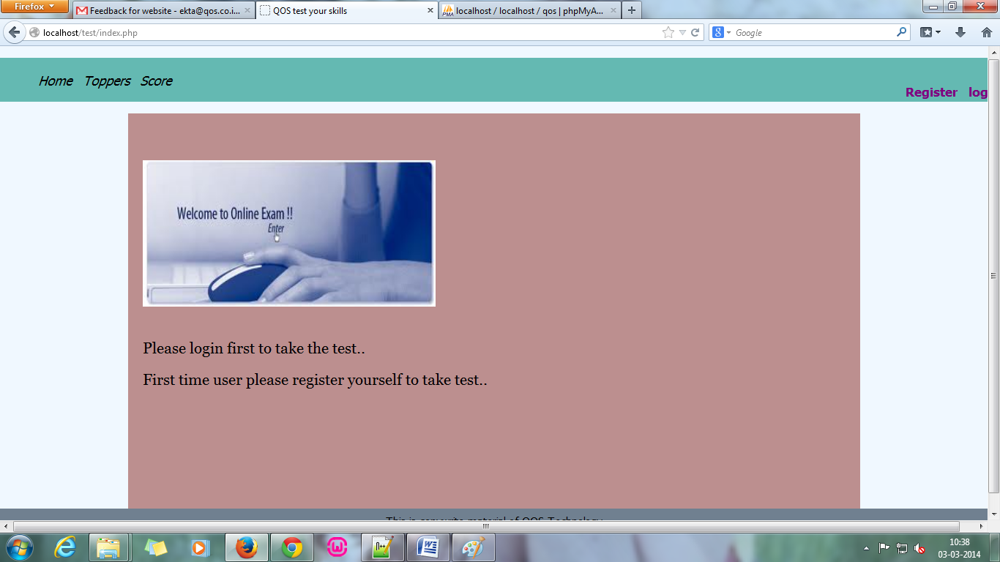 Firefox
Feedback for website - ekta@qos.co.i...
QOS test your skills
localhost / localhost / qos | phpMyA...
localhost/test/index.php
Google
Home Toppers Score
Register log
Welcome to Online Exam !!
Enter
Please login first to take the test..
First time user please register yourself to take test..
This is copywrite material of QOS Technology
10:38
03-03-2014